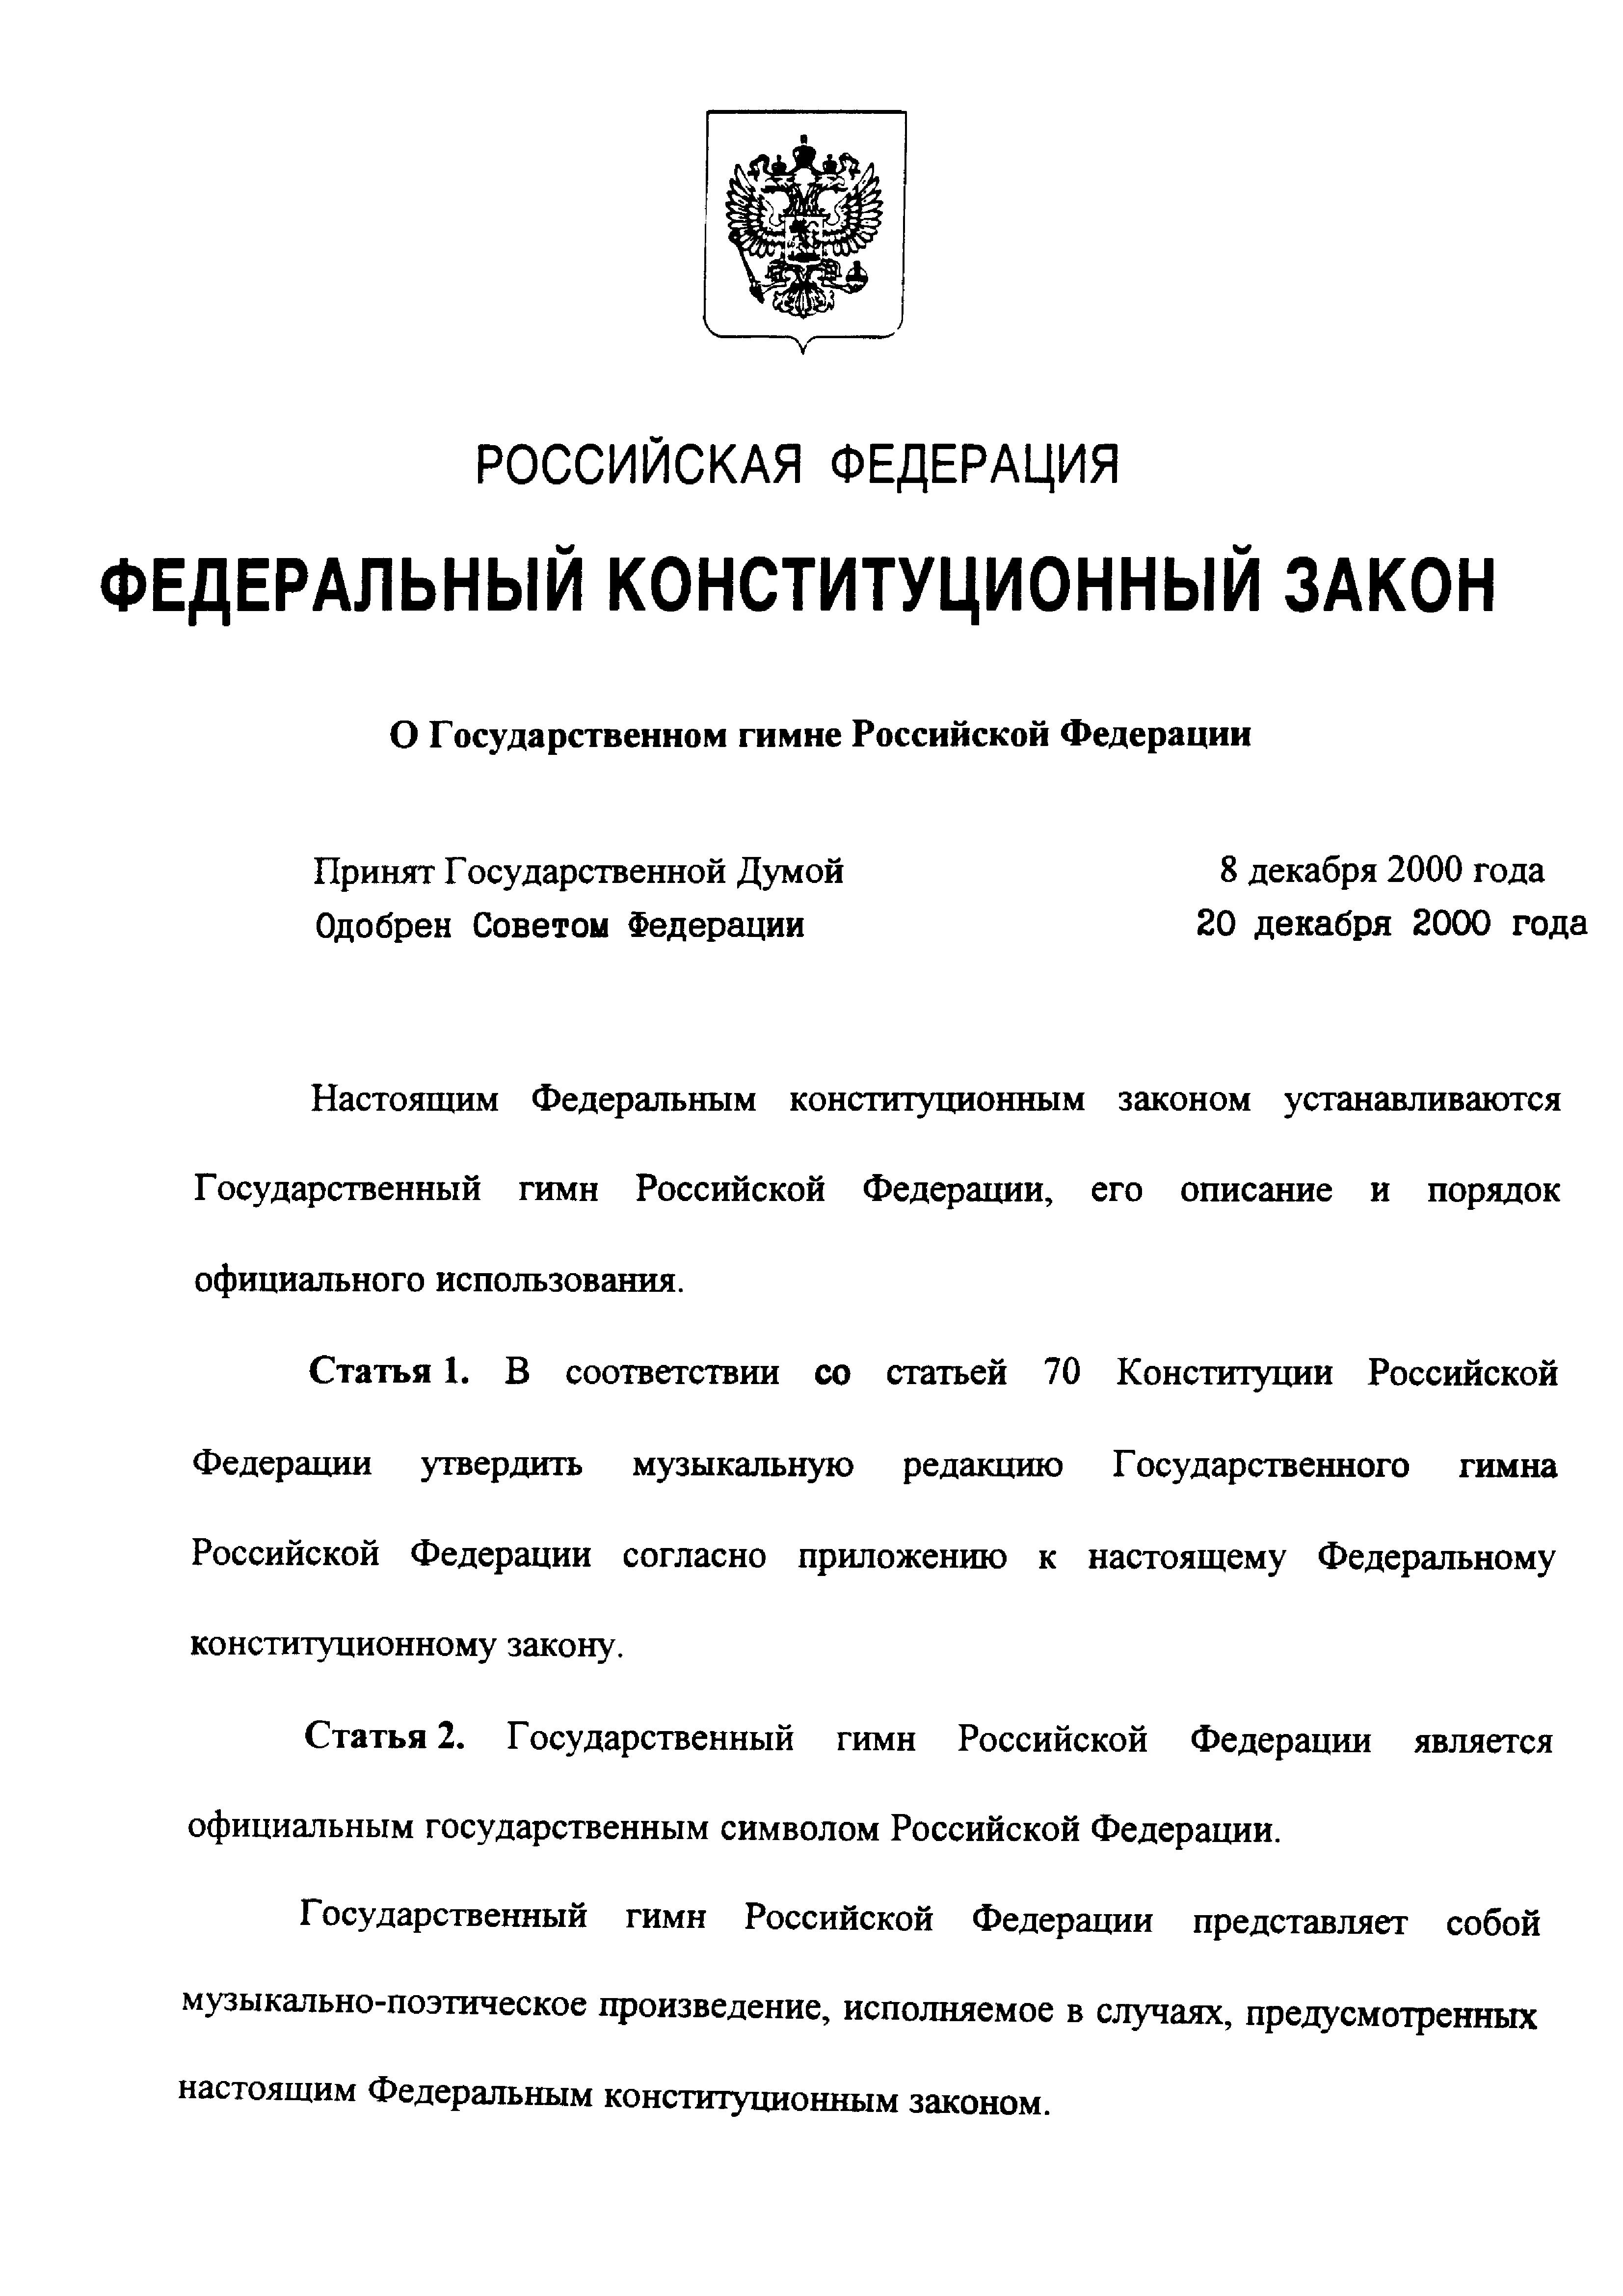 РОССИЙСКАЯ ФЕДЕРАЦИЯ
ФЕДЕРАЛЬНЫЙ КОНСТИТУЦИОННЫЙ ЗАКОН
О Государственном гимне Российской Федерации
Принят Государственной Думой 8 декабря 2000 года
Одобрен Советом Федерации 20 декабря 2000 года
Настоящим Федеральным конституционным законом устанавливаются
Государственный гимн Российской Федерации, его описание и порядок
официального использования.
Статья 1. В соответствии со статьей 70 Конституции Российской
Федерации утвердить музыкальную редакцию Государственного гимна
Российской Федерации согласно приложению к настоящему Федеральному
конституционному закону.
Статья 2. Государственный гимн Российской Федерации является
официальным государственным символом Российской Федерации.
Государственный гимн Российской Федерации представляет собой
музыкально-поэтическое произведение, исполняемое в случаях, предусмотренных
настоящим Федеральным конституционным законом.